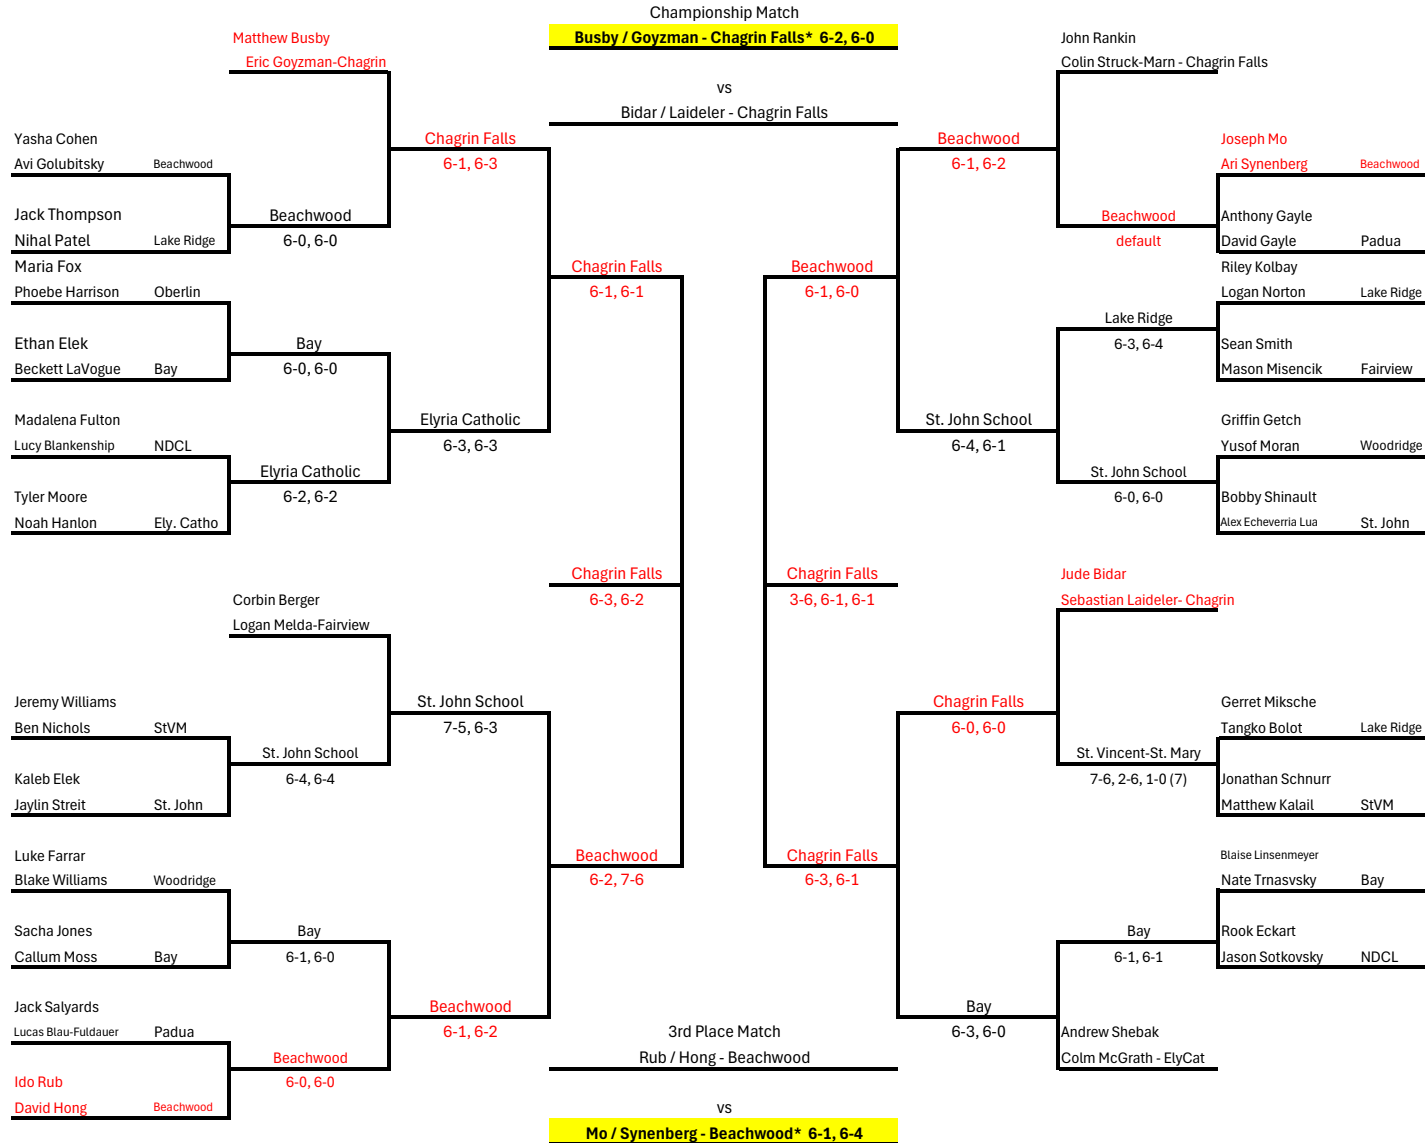 Championship Match
Busby / Goyzman - Chagrin Falls* 6-2, 6-0
vs
Bidar / Laideler - Chagrin Falls
Matthew Busby
Eric Goyzman-Chagrin
Yasha Cohen
Avi Golubitsky Beachwood
Jack Thompson
Nihal Patel Lake Ridge
Maria Fox
Phoebe Harrison Oberlin
Ethan Elek
Beckett LaVogue Bay
Madalena Fulton
Lucy Blankenship NDCL
Tyler Moore
Noah Hanlon Ely. Catho
Beachwood
6-0, 6-0
Bay
6-0, 6-0
Elyria Catholic
6-2, 6-2
Chagrin Falls
6-1, 6-3
Elyria Catholic
6-3, 6-3
Chagrin Falls
6-1, 6-1
Chagrin Falls
6-3, 6-2
Corbin Berger
Logan Melda-Fairview
Jeremy Williams
Ben Nichols StVM
Kaleb Elek
Jaylin Streit St. John
Luke Farrar
Blake Williams Woodridge
Sacha Jones
Callum Moss Bay
Jack Salyards
Lucas Blau-Fuldauer Padua
Ido Rub
David Hong Beachwood
St. John School
6-4, 6-4
Bay
6-1, 6-0
Beachwood
6-0, 6-0
St. John School
7-5, 6-3
Beachwood
6-1, 6-2
Beachwood
6-2, 7-6
John Rankin
Colin Struck-Marn - Chagrin Falls
Joseph Mo
Ari Synenberg Beachwood
Anthony Gayle
David Gayle Padua
Riley Kolbay
Logan Norton Lake Ridge
Sean Smith
Mason Misencik Fairview
Griffin Getch
Yusof Moran Woodridge
Bobby Shinault
Alex Echeverria Lua St. John
Beachwood
default
Lake Ridge
6-3, 6-4
St. John School
6-0, 6-0
Beachwood
6-1, 6-2
St. John School
6-4, 6-1
Beachwood
6-1, 6-0
Chagrin Falls
3-6, 6-1, 6-1
Jude Bidar
Sebastian Laideler- Chagrin
Gerret Miksche
Tangko Bolot Lake Ridge
Jonathan Schnurr
Matthew Kalail StVM
Blaise Linsenmeyer
Nate Trnasvsky Bay
Rook Eckart
Jason Sotkovsky NDCL
Andrew Shebak
Colm McGrath - ElyCat
St. Vincent-St. Mary
7-6, 2-6, 1-0 (7)
Bay
6-1, 6-1
Chagrin Falls
6-0, 6-0
Bay
6-3, 6-0
Chagrin Falls
6-3, 6-1
3rd Place Match
Rub / Hong - Beachwood
vs
Mo / Synenberg - Beachwood* 6-1, 6-4